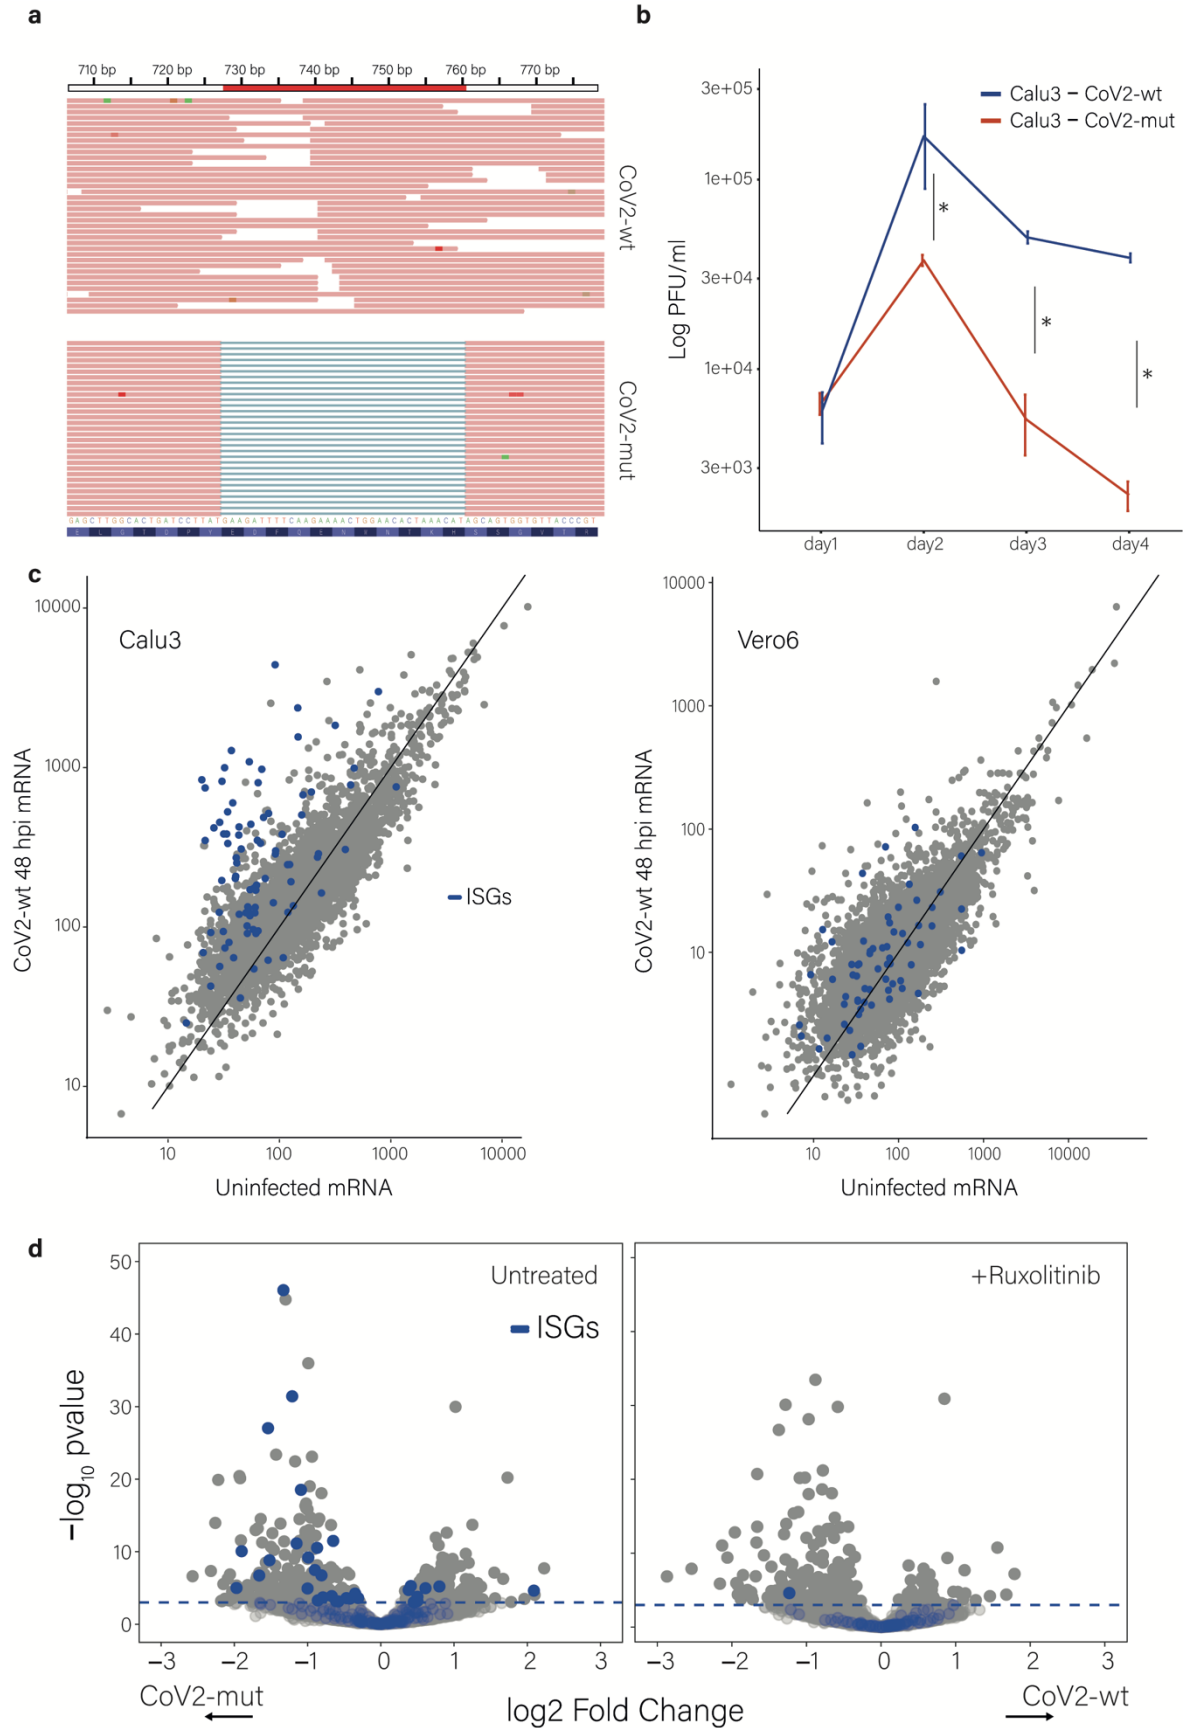 a
710 bp 720 bp 730 bp 740 bp 750 bp 760 bp 770 bp
CoV2-wt
CoV2-mut
GAGCTTGGCACTGATCCTTATGAAGATTTTCAAGAAAACTGGAACACTAAACATAGCAGTGGTGTTACCCGT
b
3e+05
1e+05
3e+04
1e+04
3e+03
Log PFU/ml
Calu3 – CoV2-wt
Calu3 – CoV2-mut
*
*
*
day1 day2 day3 day4
c
Calu3
10000
1000
100
10
CoV2-wt 48 hpi mRNA
ISGs
10 100 1000 10000
Uninfected mRNA
Vero6
10000
1000
100
10
CoV2-wt 48 hpi mRNA
10 100 1000 10000
Uninfected mRNA
d
50
40
30
20
10
0
−log10 pvalue
Untreated
ISGs
+Ruxolitinib
−3 −2 −1 0 1 2 3
−3 −2 −1 0 1 2 3
CoV2-mut
log2 Fold Change
CoV2-wt